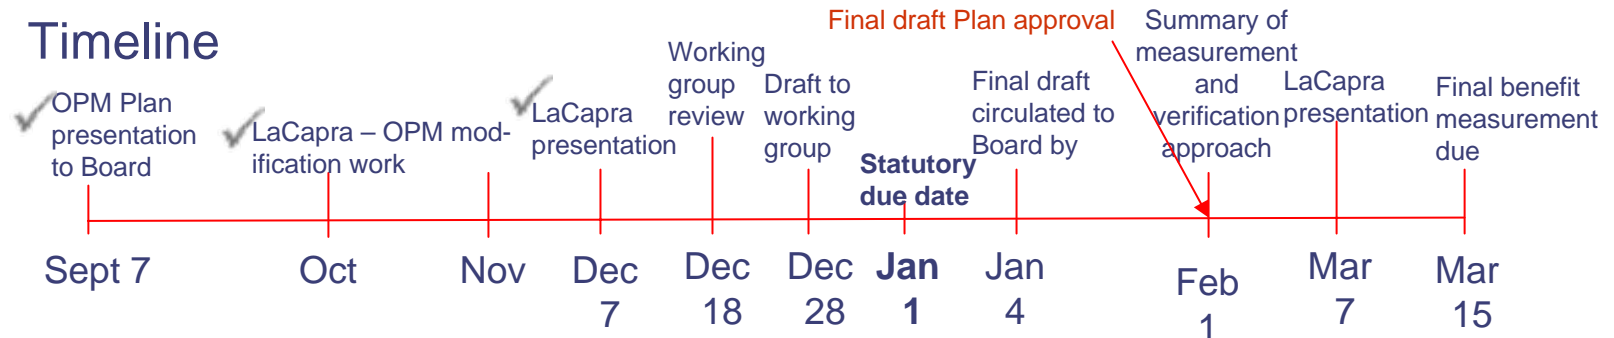 Timeline
Final draft Plan approval
OPM Plan
presentation
to Board
LaCapra – OPM mod-
ification work
LaCapra
presentation
Working
group
review
Draft to
working
group
Statutory
due date
Final draft
circulated to
Board by
Summary of
measurement
and
verification
approach
LaCapra
presentation
Final benefit
measurement
due
Sept 7
Oct
Nov
Dec
7
Dec
18
Dec
28
Jan
1
Jan
4
Feb
1
Mar
7
Mar
15